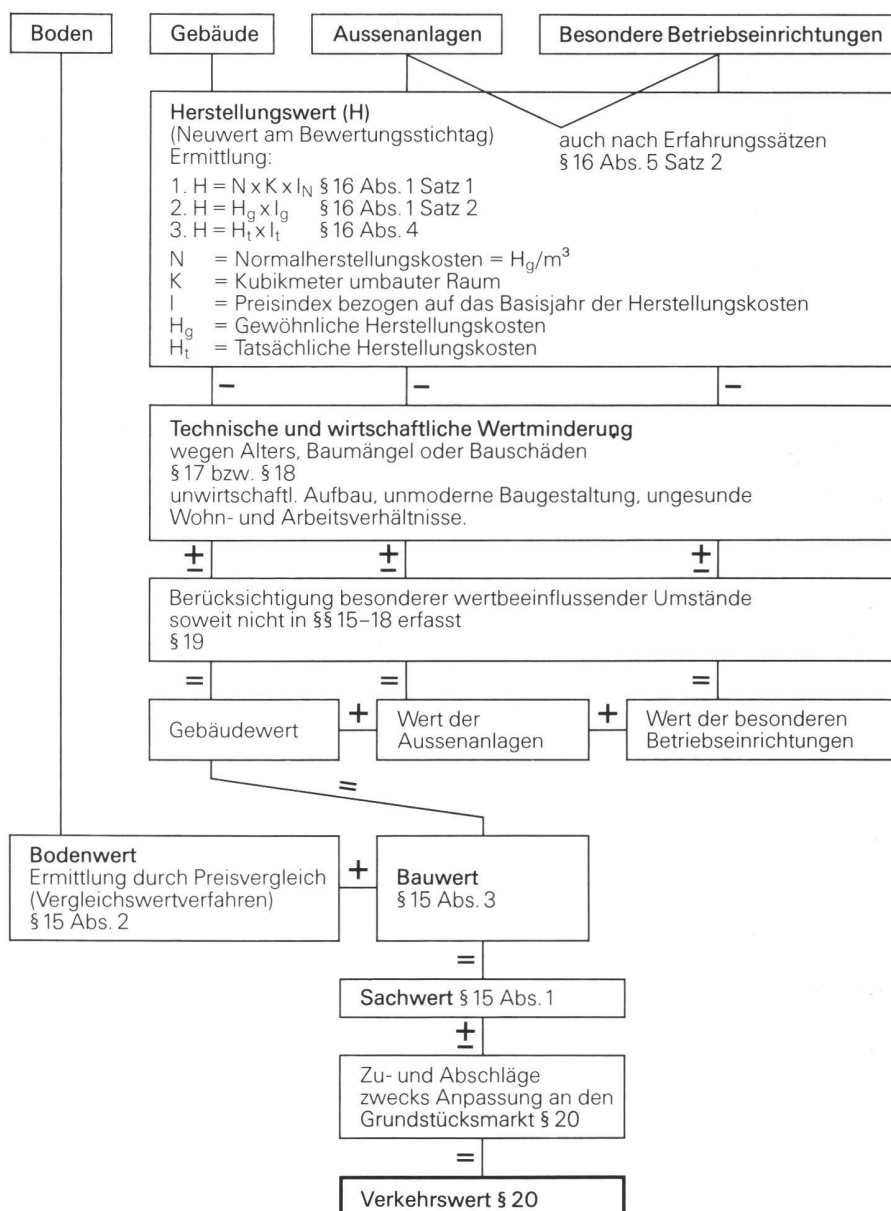 Boden
Gebäude
Aussenanlagen
Besondere Betriebseinrichtungen
Herstellungswert (H)
(Neuwert am Bewertungsstichtag)
Ermittlung:
auch nach Erfahrungssätzen
§ 16 Abs. 5 Satz 2
1. H = N x K x I_N § 16 Abs. 1 Satz 1
2. H = H_g x I_g § 16 Abs. 1 Satz 2
3. H = H_t x I_t § 16 Abs. 4
N = Normalherstellungskosten = H_g/m³
K = Kubikmeter umbauter Raum
I = Preisindex bezogen auf das Basisjahr der Herstellungskosten
H_g = Gewöhnliche Herstellungskosten
H_t = Tatsächliche Herstellungskosten
– – –
Technische und wirtschaftliche Wertminderung
wegen Alters, Baumängel oder Bauschäden
§ 17 bzw. § 18
unwirtschaftl. Aufbau, unmoderne Baugestaltung, ungesunde
Wohn- und Arbeitsverhältnisse.
± ± ±
Berücksichtigung besonderer wertbeeinflussender Umstände
soweit nicht in §§ 15–18 erfasst
§ 19
= = =
Gebäudewert
+
Wert der
Aussenanlagen
+
Wert der besonderen
Betriebseinrichtungen
=
Bodenwert
Ermittlung durch Preisvergleich
(Vergleichswertverfahren)
§ 15 Abs. 2
+
Bauwert
§ 15 Abs. 3
=
Sachwert § 15 Abs. 1
±
Zu- und Abschläge
zwecks Anpassung an den
Grundstücksmarkt § 20
=
Verkehrswert § 20